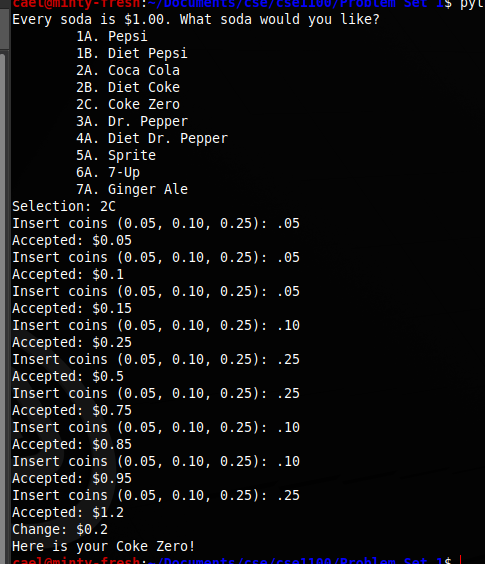 cael@minty-fresh:~/Documents/cse/cse1100/Problem Set 1$ pyt
Every soda is $1.00. What soda would you like?
1A. Pepsi
1B. Diet Pepsi
2A. Coca Cola
2B. Diet Coke
2C. Coke Zero
3A. Dr. Pepper
4A. Diet Dr. Pepper
5A. Sprite
6A. 7-Up
7A. Ginger Ale
Selection: 2C
Insert coins (0.05, 0.10, 0.25): .05
Accepted: $0.05
Insert coins (0.05, 0.10, 0.25): .05
Accepted: $0.1
Insert coins (0.05, 0.10, 0.25): .05
Accepted: $0.15
Insert coins (0.05, 0.10, 0.25): .10
Accepted: $0.25
Insert coins (0.05, 0.10, 0.25): .25
Accepted: $0.5
Insert coins (0.05, 0.10, 0.25): .25
Accepted: $0.75
Insert coins (0.05, 0.10, 0.25): .10
Accepted: $0.85
Insert coins (0.05, 0.10, 0.25): .10
Accepted: $0.95
Insert coins (0.05, 0.10, 0.25): .25
Accepted: $1.2
Change: $0.2
Here is your Coke Zero!
cael@minty-fresh:~/Documents/cse/cse1100/Problem Set 1$